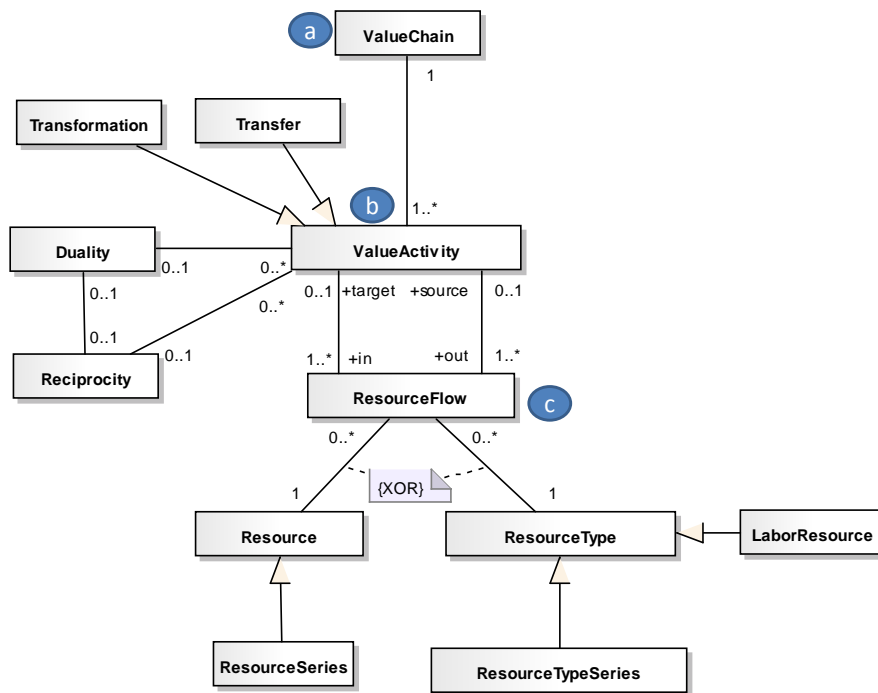 a
ValueChain
1
Transformation
Transfer
b
1..*
ValueActivity
Duality
0..1
0..*
0..1
+target
+source
0..1
0..*
0..1
0..1
0..1
1..*
+in
+out
1..*
Reciprocity
ResourceFlow
c
0..*
0..*
{XOR}
1
1
Resource
ResourceType
LaborResource
ResourceSeries
ResourceTypeSeries